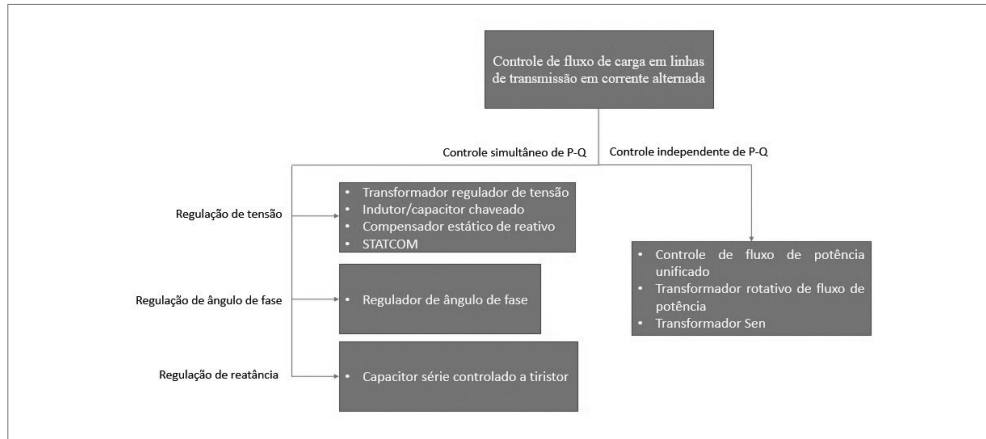 Controle de fluxo de carga em linhas
de transmissão em corrente alternada
Controle simultâneo de P-Q
Controle independente de P-Q
Regulação de tensão
• Transformador regulador de tensão
• Indutor/capacitor chaveado
• Compensador estático de reativo
• STATCOM
Regulação de ângulo de fase
• Regulador de ângulo de fase
Regulação de reatância
• Capacitor série controlado a tiristor
• Controle de fluxo de potência
unificado
• Transformador rotativo de fluxo de
potência
• Transformador Sen